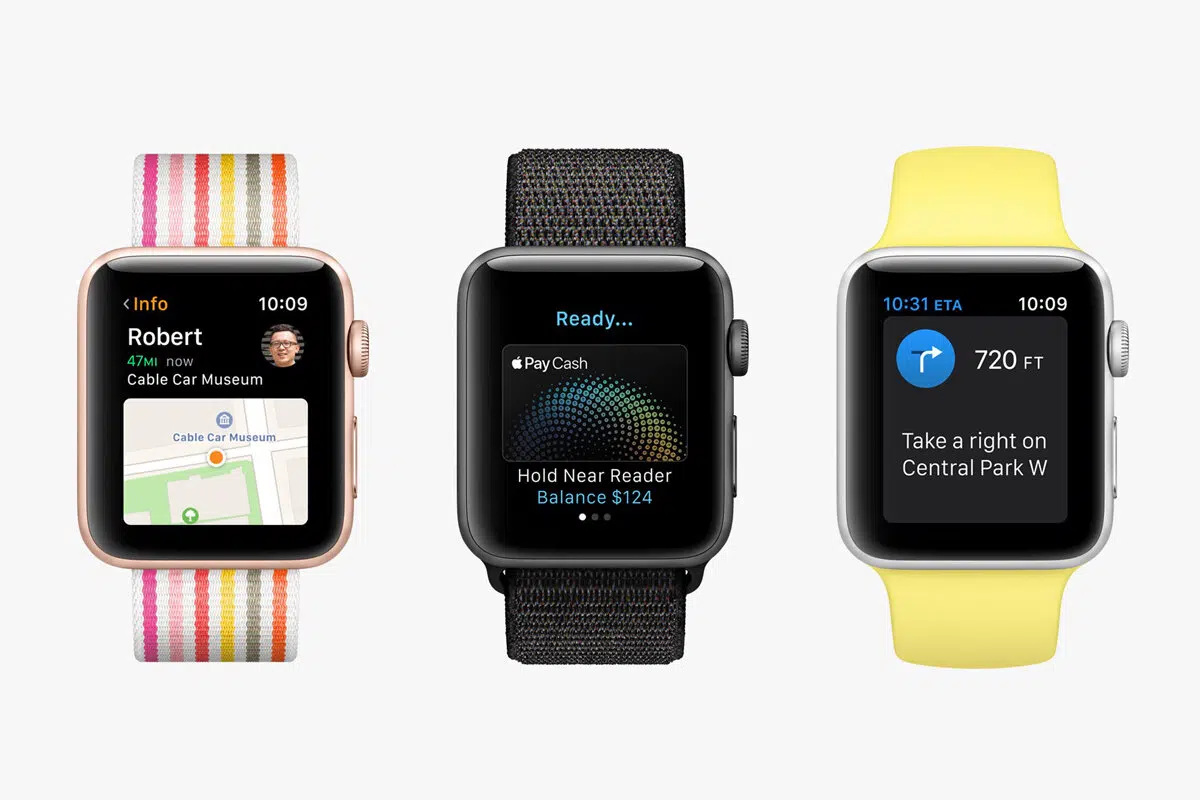 <Info 10:09
Robert
47MI now
Cable Car Museum
Cable Car Museum
Ready...
Pay Cash
Hold Near Reader
Balance $124
10:31 ETA 10:09
720 FT
Take a right on
Central Park W